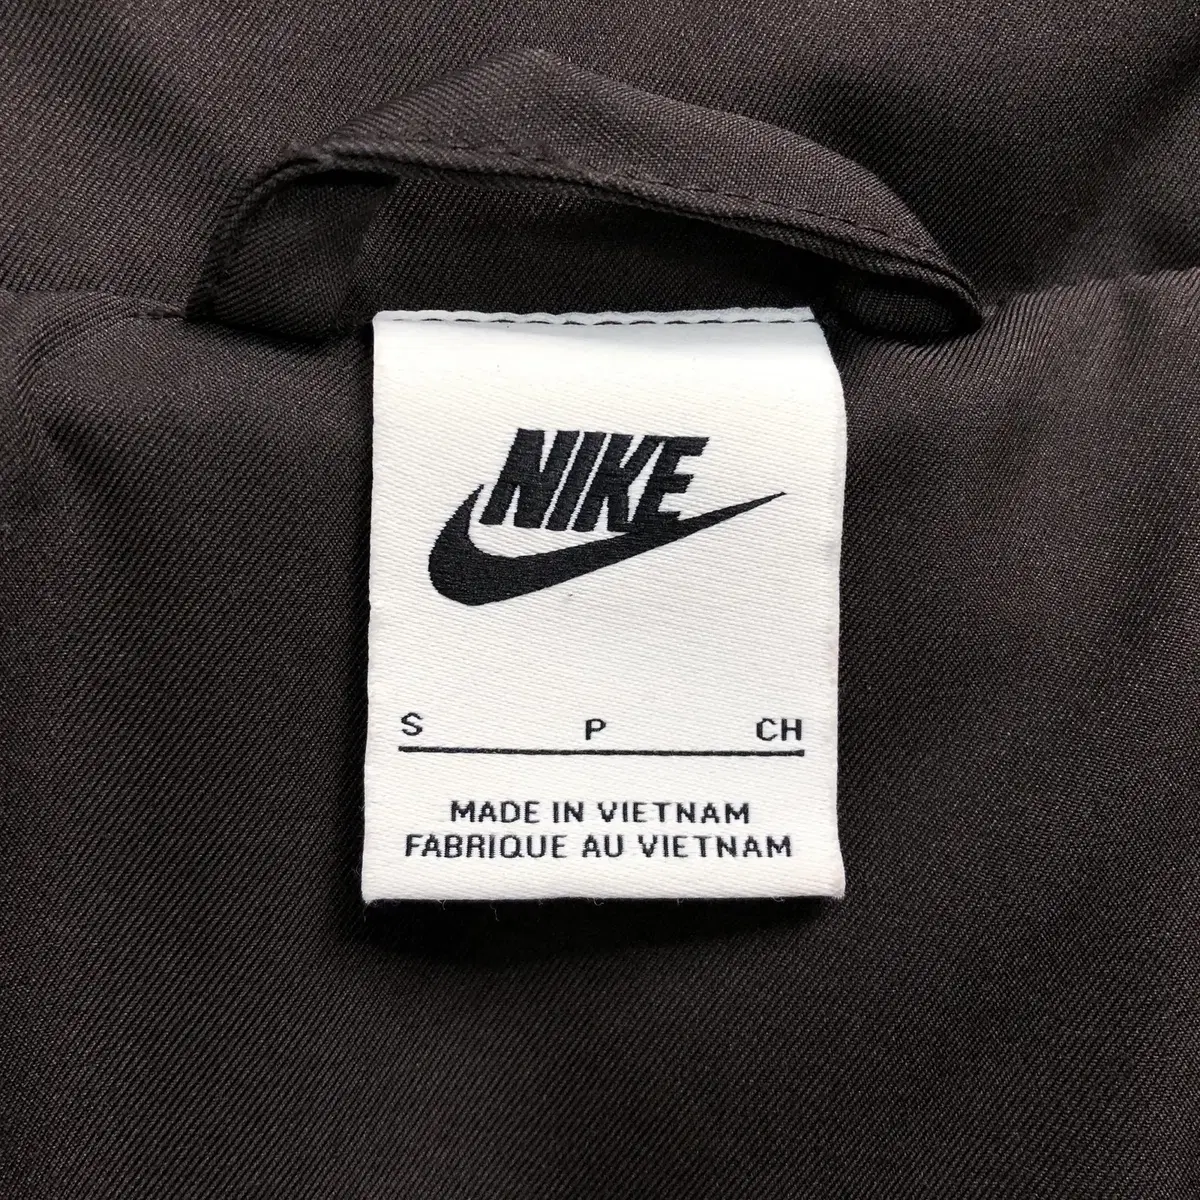 NIKE
S P CH
MADE IN VIETNAM
FABRIQUE AU VIETNAM